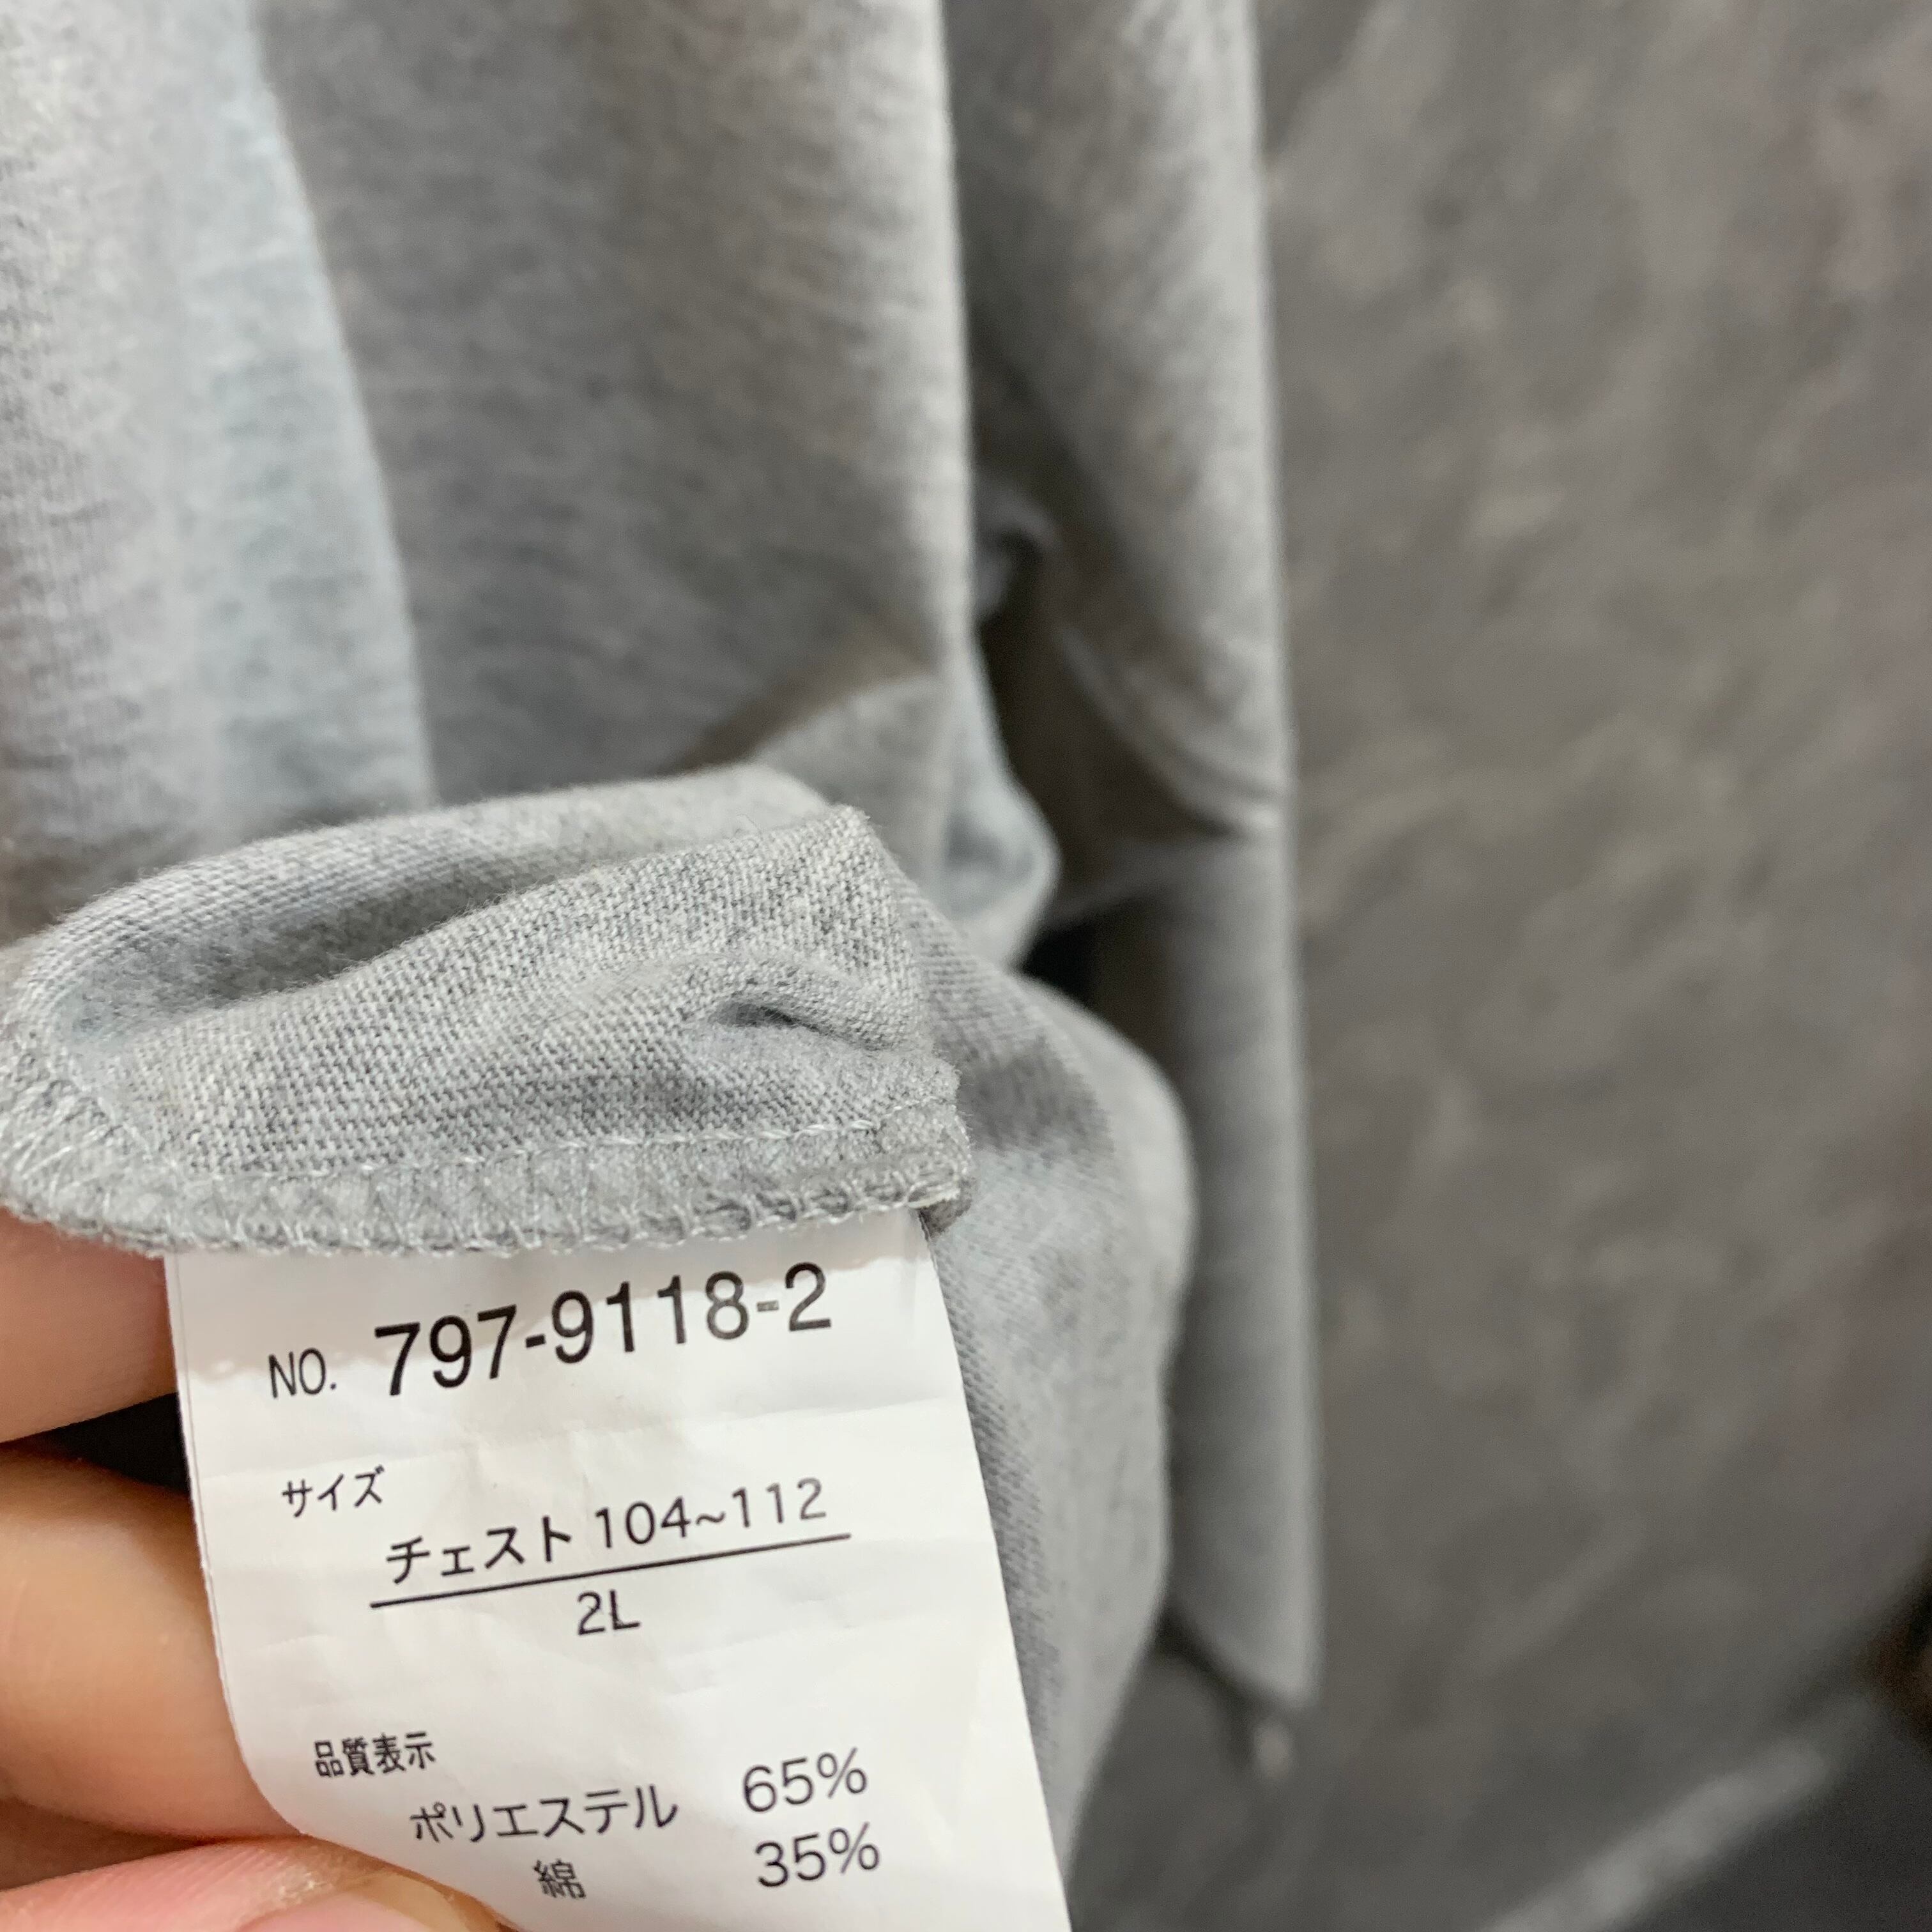 NO. 797-9118-2
サイズ
チェスト 104~112
2L
品質表示
ポリエステル 65%
綿 35%